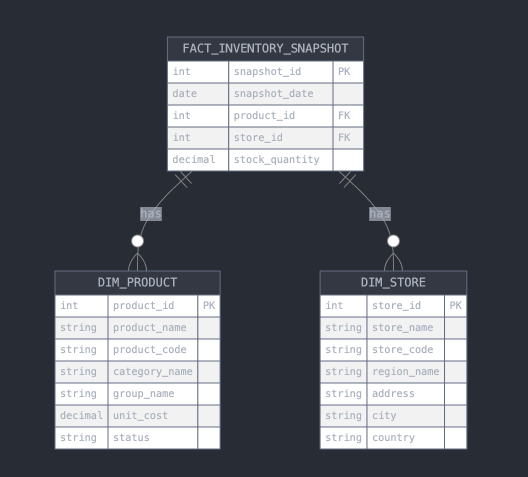 FACT_INVENTORY_SNAPSHOT
int snapshot_id PK
date snapshot_date
int product_id FK
int store_id FK
decimal stock_quantity
has has
DIM_PRODUCT
int product_id PK
string product_name
string product_code
string category_name
string group_name
decimal unit_cost
string status
DIM_STORE
int store_id PK
string store_name
string store_code
string region_name
string address
string city
string country